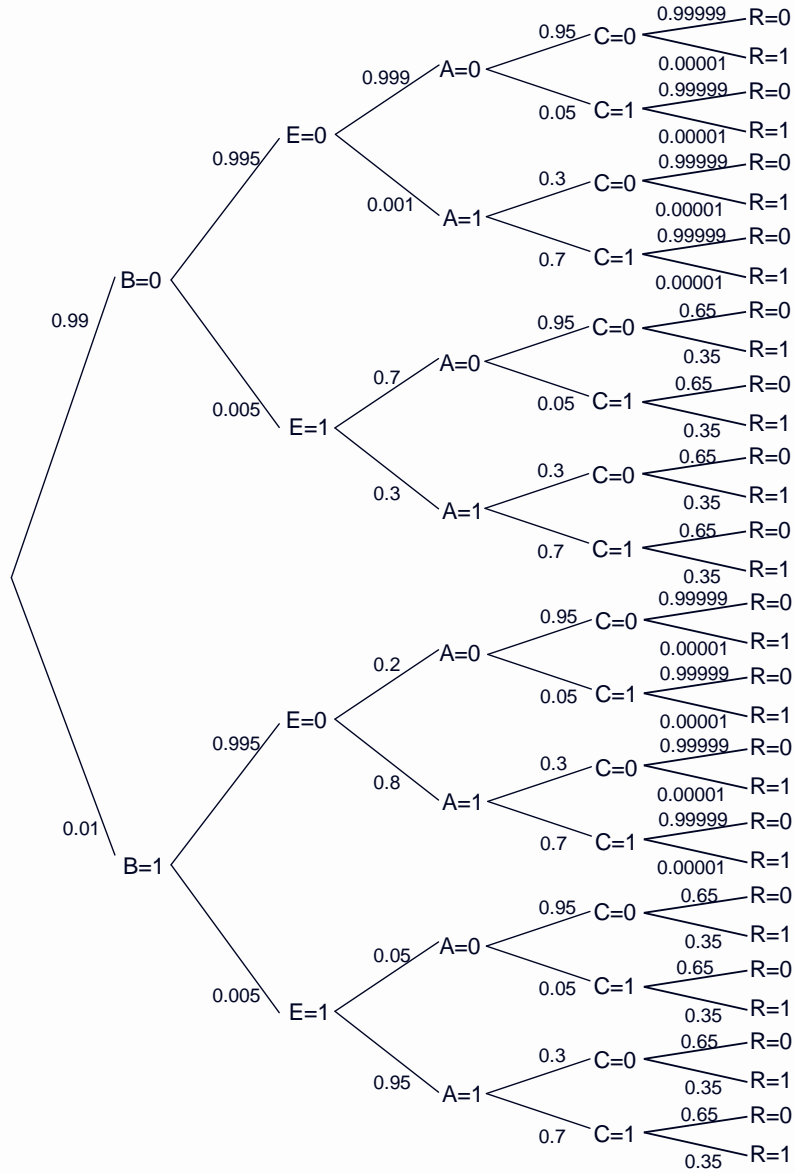 0.99999 R=0
0.95 C=0
0.00001 R=1
A=0
0.999
0.99999 R=0
0.05 C=1
0.00001 R=1
E=0
0.995
0.99999 R=0
0.3 C=0
0.00001 R=1
0.001
A=1
0.99999 R=0
0.7 C=1
0.00001 R=1
B=0
0.99
0.65 R=0
0.95 C=0
0.35 R=1
A=0
0.7
0.65 R=0
0.05 C=1
0.35 R=1
0.005
E=1
0.65 R=0
0.3 C=0
0.35 R=1
0.3
A=1
0.65 R=0
0.7 C=1
0.35 R=1
0.99999 R=0
0.95 C=0
0.00001 R=1
A=0
0.2
0.99999 R=0
0.05 C=1
0.00001 R=1
E=0
0.995
0.99999 R=0
0.3 C=0
0.00001 R=1
0.8
A=1
0.99999 R=0
0.7 C=1
0.00001 R=1
0.01
B=1
0.65 R=0
0.95 C=0
0.35 R=1
A=0
0.05
0.65 R=0
0.05 C=1
0.35 R=1
0.005
E=1
0.65 R=0
0.3 C=0
0.35 R=1
0.95
A=1
0.65 R=0
0.7 C=1
0.35 R=1